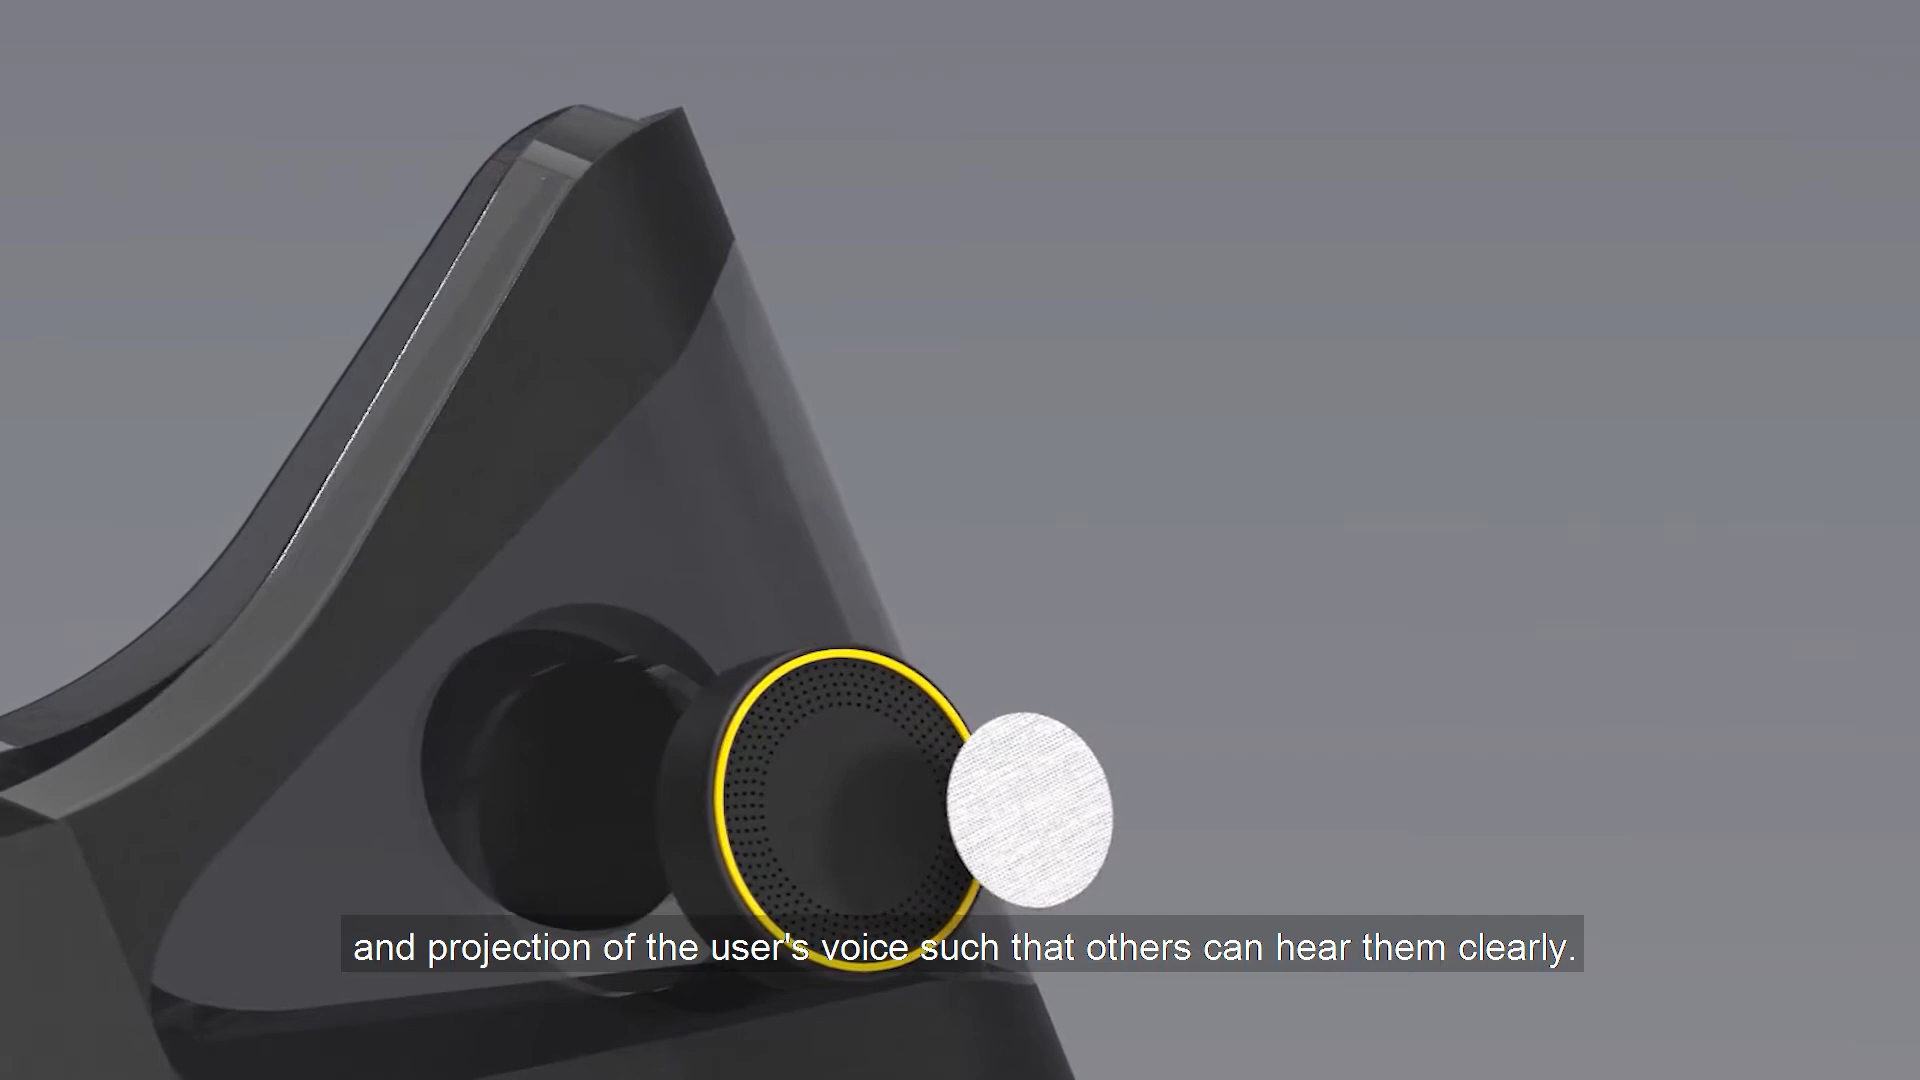 and projection of the user's voice such that others can hear them clearly.